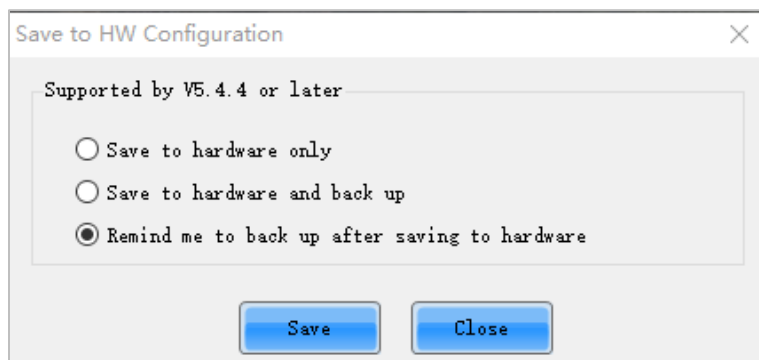 Save to HW Configuration
Supported by V5.4.4 or later
Save to hardware only
Save to hardware and back up
Remind me to back up after saving to hardware
Save
Close